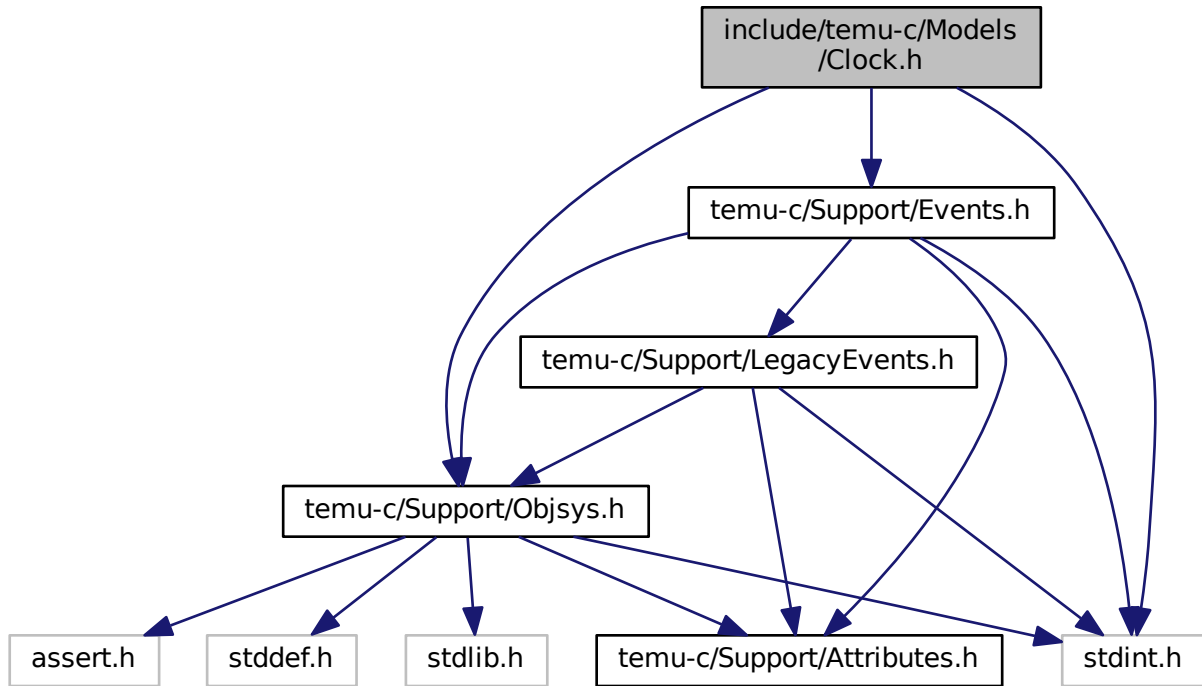 include/temu-c/Models
/Clock.h
temu-c/Support/Events.h
temu-c/Support/LegacyEvents.h
temu-c/Support/Objsys.h
assert.h
stddef.h
stdlib.h
temu-c/Support/Attributes.h
stdint.h